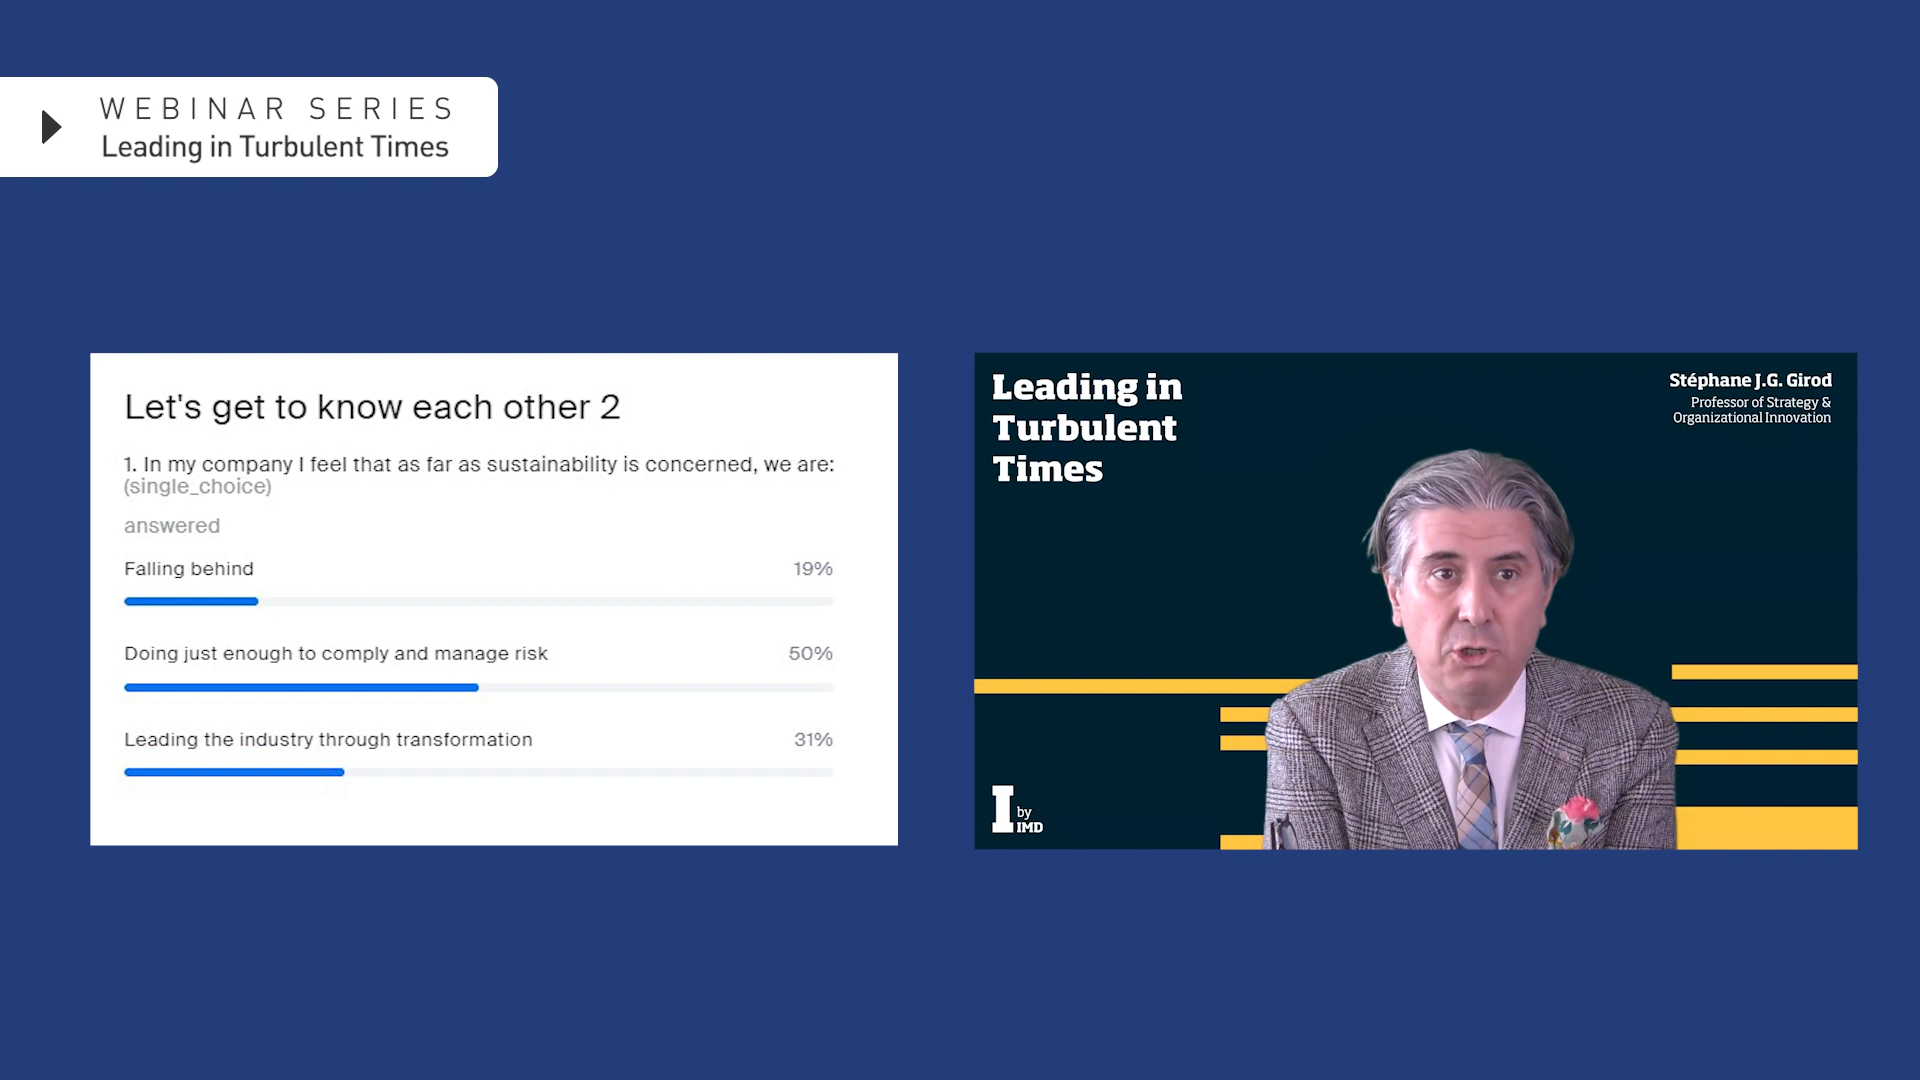 WEBINAR SERIES
Leading in Turbulent Times
Let's get to know each other 2
1. In my company I feel that as far as sustainability is concerned, we are:
(single_choice)
answered
Falling behind 19%
Doing just enough to comply and manage risk 50%
Leading the industry through transformation 31%
Leading in
Turbulent
Times
Stéphane J.G. Girod
Professor of Strategy &
Organizational Innovation
I by
IMD